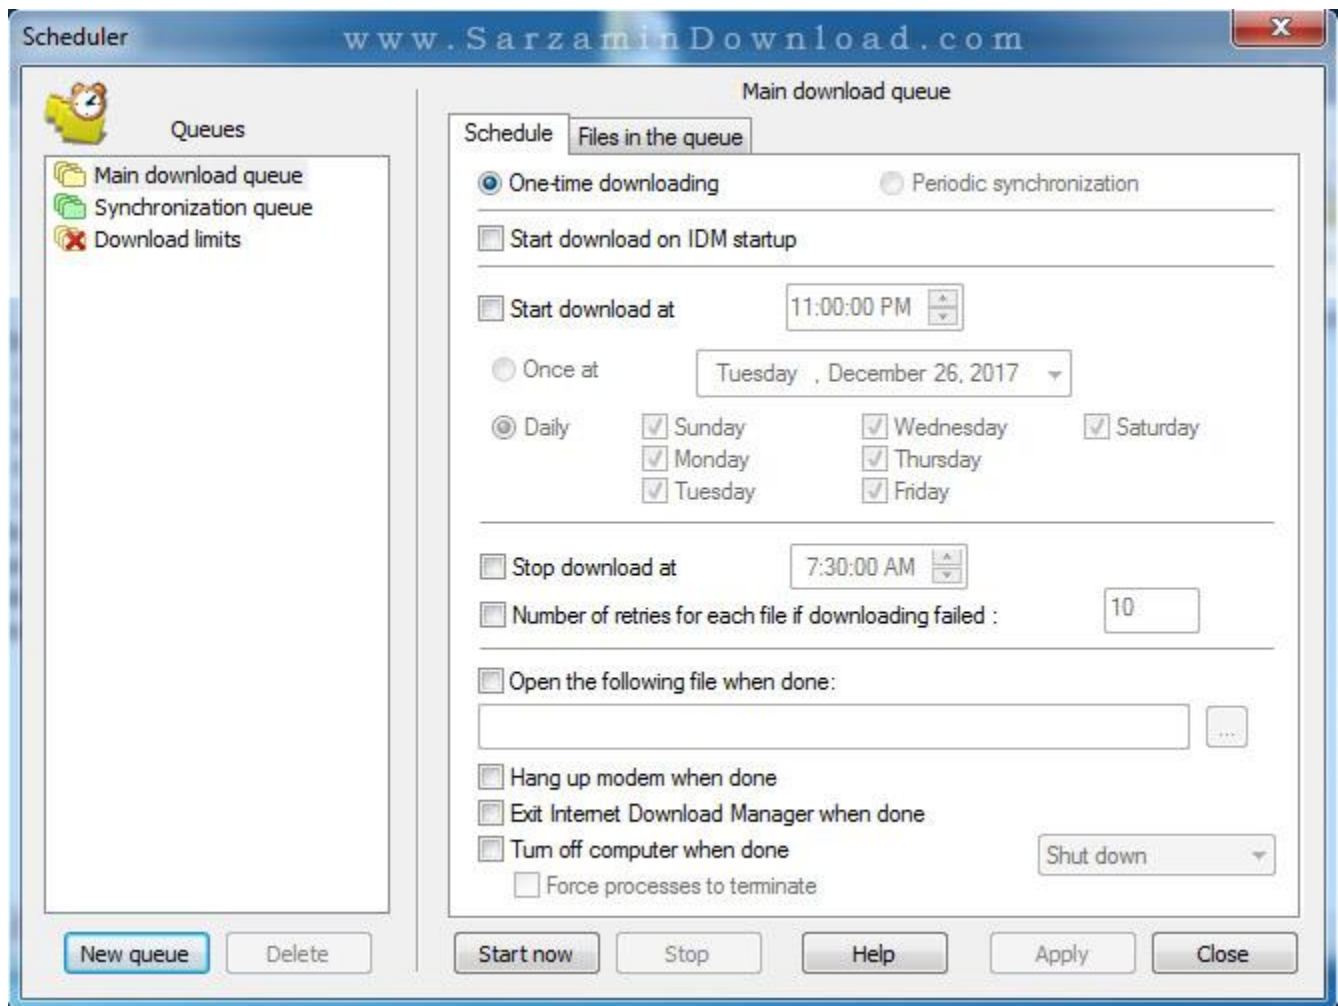 Scheduler
www.SarzaminDownload.com
Queues
Main download queue
Synchronization queue
Download limits
New queue
Delete
Main download queue
Schedule
Files in the queue
One-time downloading
Periodic synchronization
Start download on IDM startup
Start download at
11:00:00 PM
Once at
Tuesday , December 26, 2017
Daily
Sunday
Wednesday
Saturday
Monday
Thursday
Tuesday
Friday
Stop download at
7:30:00 AM
Number of retries for each file if downloading failed :
10
Open the following file when done:
...
Hang up modem when done
Exit Internet Download Manager when done
Turn off computer when done
Shut down
Force processes to terminate
Start now
Stop
Help
Apply
Close